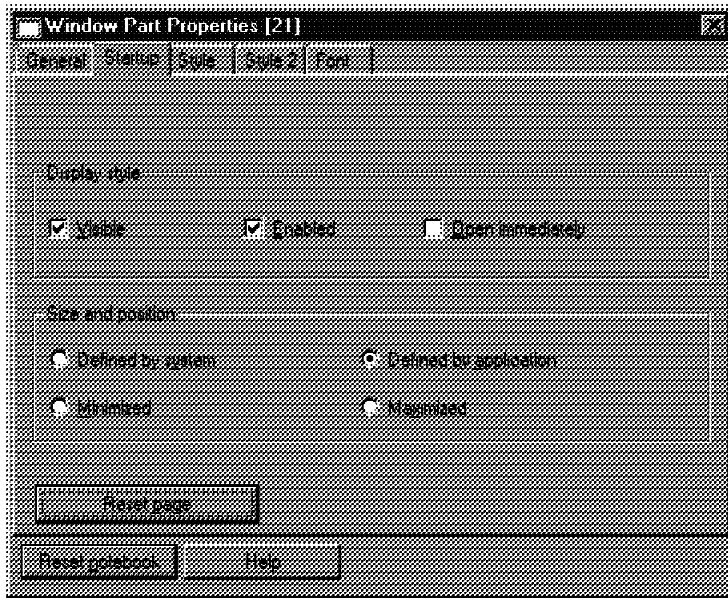 Window Part Properties [21]
General Startup Style Style 2 Font
Display style
Visible Enabled Open immediately
Size and position
Defined by system Defined by application
Minimized Maximized
Reset page
Reset notebook Help